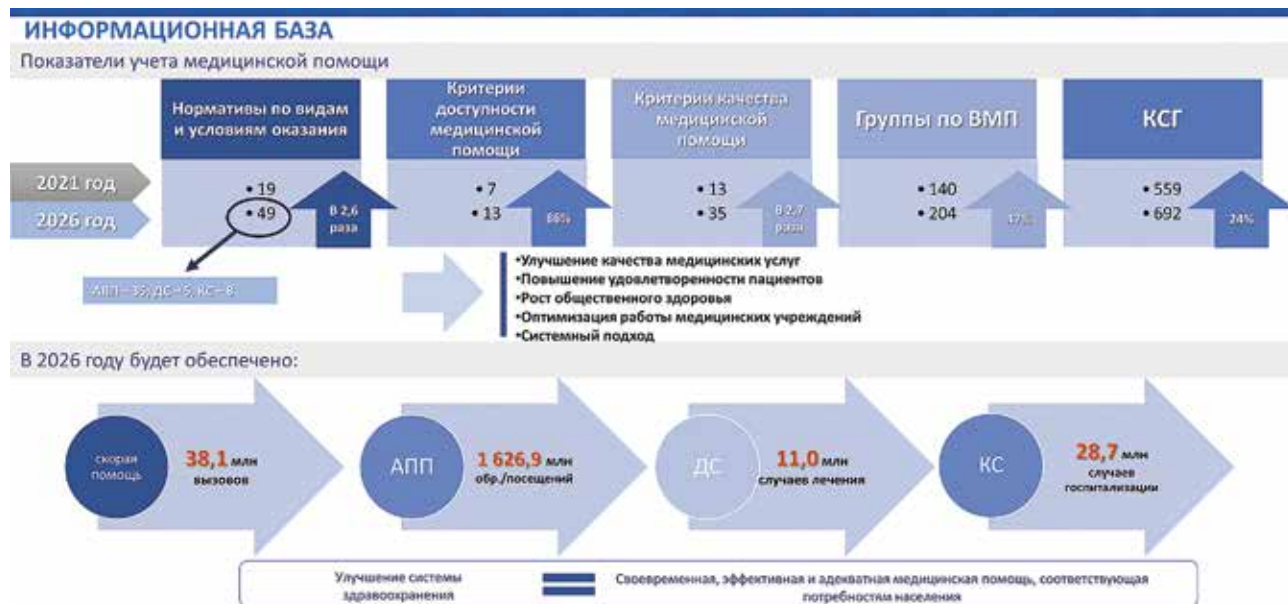 ИНФОРМАЦИОННАЯ БАЗА
Показатели учета медицинской помощи
Нормативы по видам
и условиям оказания
Критерии
доступности
медицинской
помощи
Критерии качества
медицинской
помощи
Группы по ВМП
КСГ
2021 год
• 19
• 7
• 13
• 140
• 559
2026 год
• 49
• 13
• 35
• 204
• 692
В 2,6
раза
86%
В 2,7
раза
24%
АПП – 35; ДС – 5; КС – 8
•Улучшение качества медицинских услуг
•Повышение удовлетворенности пациентов
•Рост общественного здоровья
•Оптимизация работы медицинских учреждений
•Системный подход
В 2026 году будет обеспечено:
скорая
помощь
38,1 млн
вызовов
АПП
1 626,9 млн
обр./посещений
ДС
11,0 млн
случаев лечения
КС
28,7 млн
случаев
госпитализации
Улучшение системы
здравоохранения
Своевременная, эффективная и адекватная медицинская помощь, соответствующая
потребностям населения